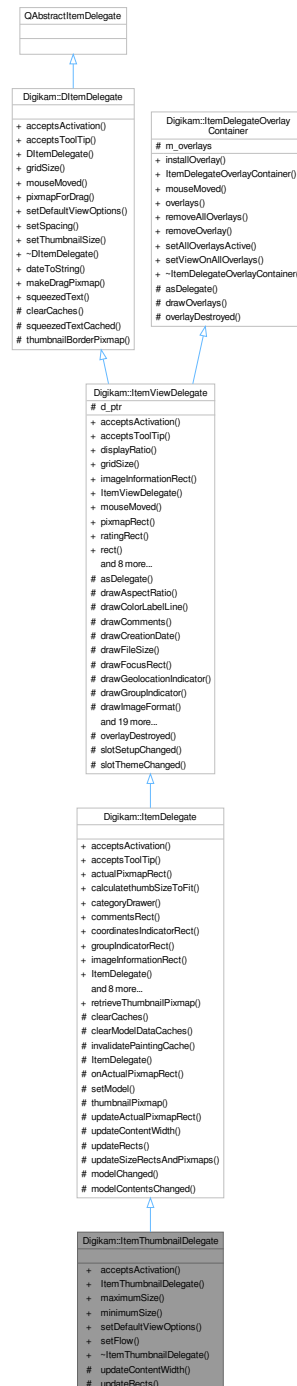 QAbstractItemDelegate
Digikam::DItemDelegate
+ acceptsActivation()
+ acceptsToolTip()
+ DItemDelegate()
+ gridSize()
+ mouseMoved()
+ pixmapForDrag()
+ setDefaultViewOptions()
+ setSpacing()
+ setThumbnailSize()
+ ~DItemDelegate()
+ dateToString()
+ makeDragPixmap()
+ squeezedText()
# clearCaches()
# squeezedTextCached()
# thumbnailBorderPixmap()
Digikam::ItemDelegateOverlay
Container
# m_overlays
+ installOverlay()
+ ItemDelegateOverlayContainer()
+ mouseMoved()
+ overlays()
+ removeAllOverlays()
+ removeOverlay()
+ setAllOverlaysActive()
+ setViewOnAllOverlays()
+ ~ItemDelegateOverlayContainer(
# asDelegate()
# drawOverlays()
# overlayDestroyed()
Digikam::ItemViewDelegate
# d_ptr
+ acceptsActivation()
+ acceptsToolTip()
+ displayRatio()
+ gridSize()
+ imageInformationRect()
+ ItemViewDelegate()
+ mouseMoved()
+ pixmapRect()
+ ratingRect()
+ rect()
and 8 more...
# asDelegate()
# drawAspectRatio()
# drawColorLabelLine()
# drawComments()
# drawCreationDate()
# drawFileSize()
# drawFocusRect()
# drawGeolocationIndicator()
# drawGroupIndicator()
# drawImageFormat()
and 19 more...
# overlayDestroyed()
# slotSetupChanged()
# slotThemeChanged()
Digikam::ItemDelegate
+ acceptsActivation()
+ acceptsToolTip()
+ actualPixmapRect()
+ calculatethumbSizeToFit()
+ categoryDrawer()
+ commentsRect()
+ coordinatesIndicatorRect()
+ groupIndicatorRect()
+ imageInformationRect()
+ ItemDelegate()
and 8 more...
+ retrieveThumbnailPixmap()
# clearCaches()
# clearModelDataCaches()
# invalidatePaintingCache()
# ItemDelegate()
# onActualPixmapRect()
# setModel()
# thumbnailPixmap()
# updateActualPixmapRect()
# updateContentWidth()
# updateRects()
# updateSizeRectsAndPixmaps()
# modelChanged()
# modelContentsChanged()
Digikam::ItemThumbnailDelegate
+ acceptsActivation()
+ ItemThumbnailDelegate()
+ maximumSize()
+ minimumSize()
+ setDefaultViewOptions()
+ setFlow()
+ ~ItemThumbnailDelegate()
# updateContentWidth()
# updateRects()